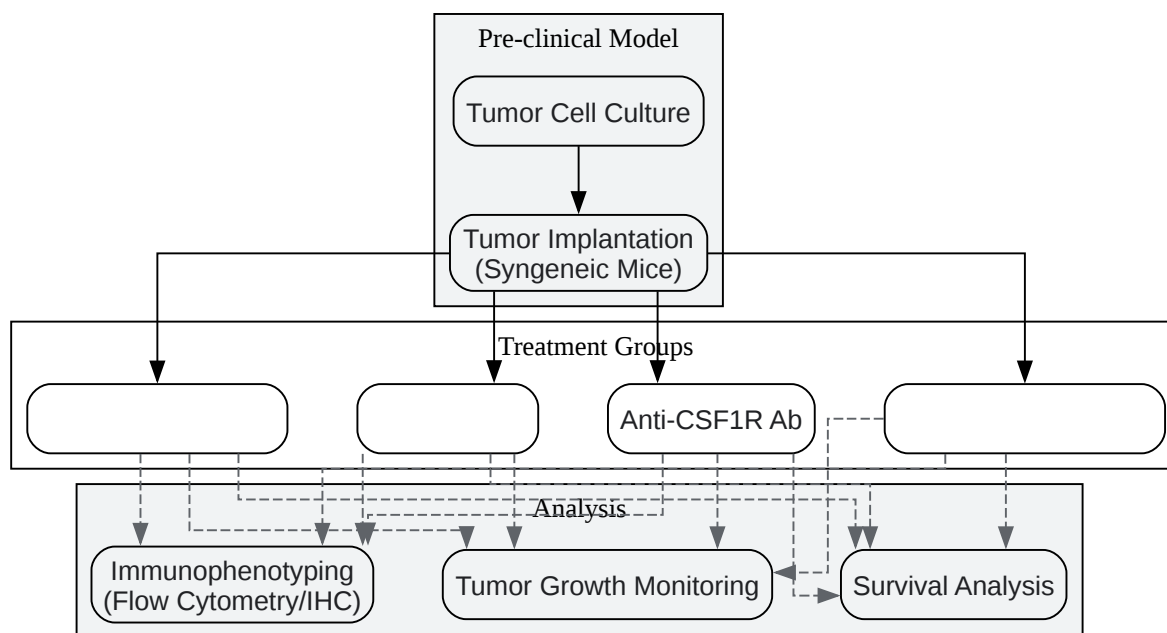 Pre-clinical Model
Tumor Cell Culture
Tumor Implantation
(Syngeneic Mice)
Treatment Groups
Anti-CSF1R Ab
Analysis
Immunophenotyping
(Flow Cytometry/IHC)
Tumor Growth Monitoring
Survival Analysis